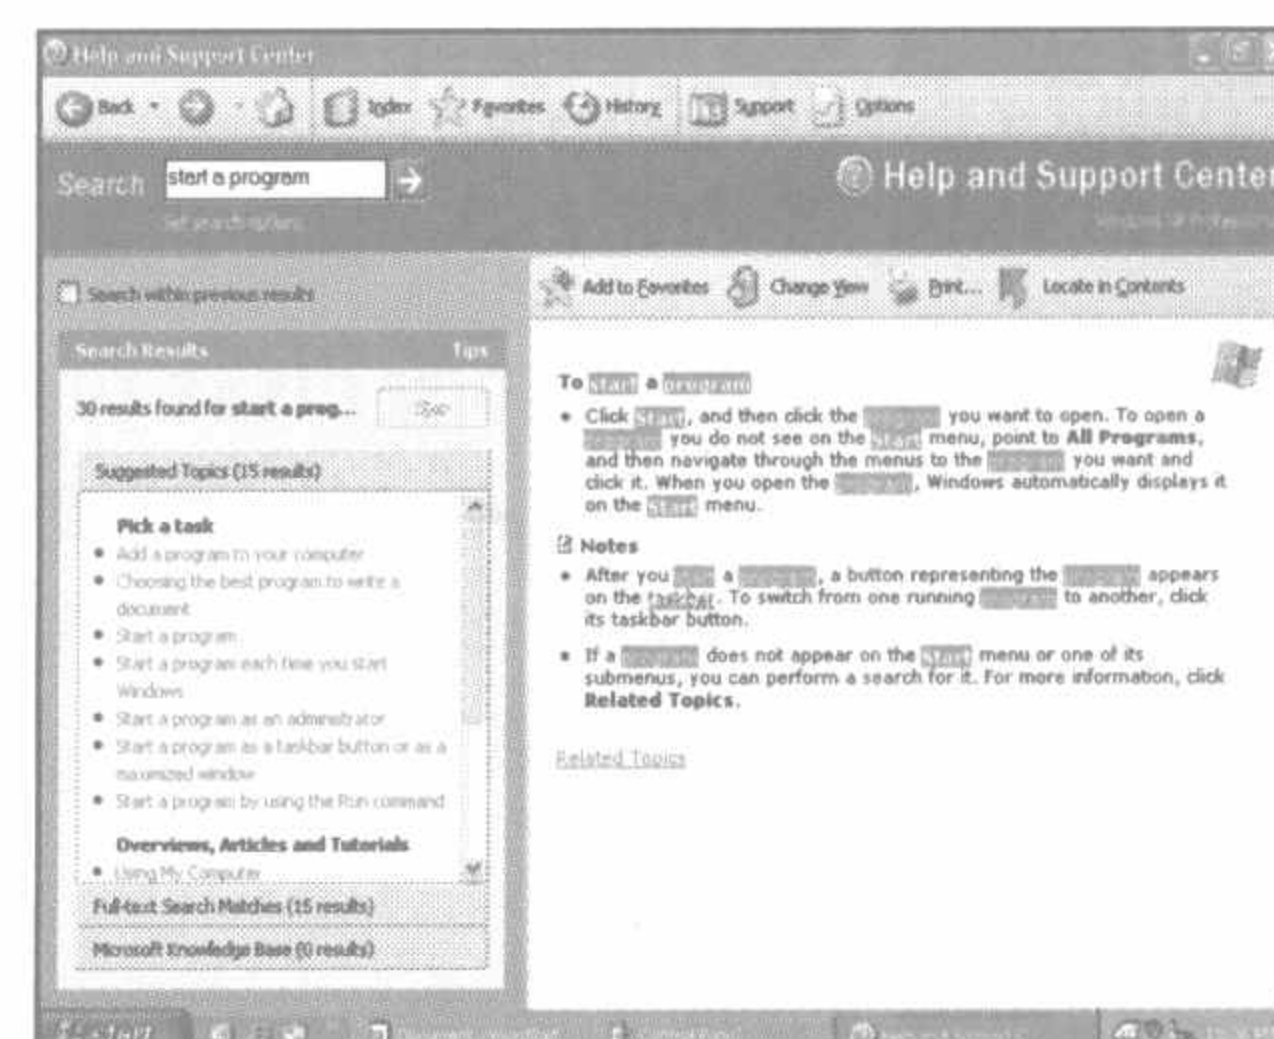 Help and Support Center
Back Index Favorites History Support Options
Search start a program
Help and Support Center
Set search options
Windows XP Professional
Search within previous results
Add to Favorites Change View Print... Locate in Contents
Search Results Tips
30 results found for start a prog...
Suggested Topics (15 results)
Pick a task
Add a program to your computer
Choosing the best program to write a
document
Start a program
Start a program each time you start
Windows
Start a program as an administrator
Start a program as a taskbar button or as a
maximized window
Start a program by using the Run command
Overviews, Articles and Tutorials
Using My Computer
Full-text Search Matches (15 results)
Microsoft Knowledge Base (0 results)
To start a program
• Click Start, and then click the program you want to open. To open a
program you do not see on the Start menu, point to All Programs,
and then navigate through the menus to the program you want and
click it. When you open the program, Windows automatically displays it
on the Start menu.
Notes
• After you start a program, a button representing the program appears
on the taskbar. To switch from one running program to another, click
its taskbar button.
• If a program does not appear on the Start menu or one of its
submenus, you can perform a search for it. For more information, click
Related Topics.
Related Topics
start